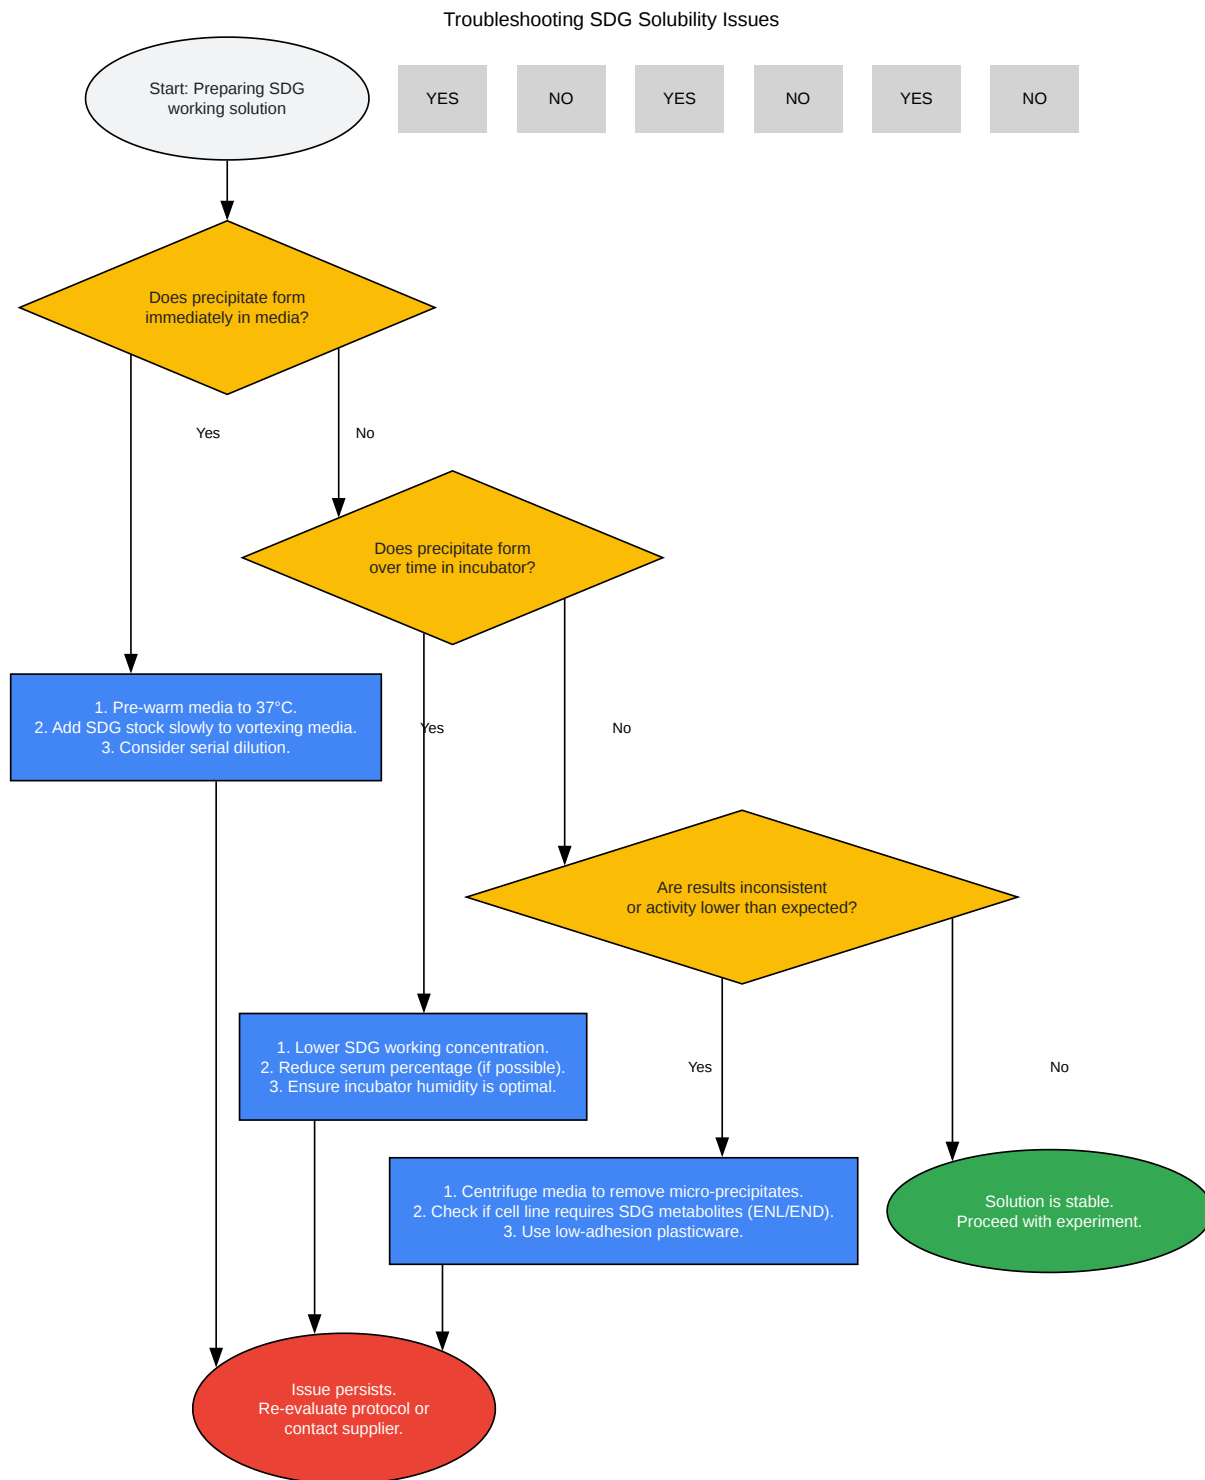 Troubleshooting SDG Solubility Issues
Start: Preparing SDG
working solution
YES
NO
YES
NO
YES
NO
Does precipitate form
immediately in media?
Yes
No
Does precipitate form
over time in incubator?
1. Pre-warm media to 37°C.
2. Add SDG stock slowly to vortexing media.
3. Consider serial dilution.
Yes
No
Are results inconsistent
or activity lower than expected?
1. Lower SDG working concentration.
2. Reduce serum percentage (if possible).
3. Ensure incubator humidity is optimal.
Yes
No
1. Centrifuge media to remove micro-precipitates.
2. Check if cell line requires SDG metabolites (ENL/END).
3. Use low-adhesion plasticware.
Solution is stable.
Proceed with experiment.
Issue persists.
Re-evaluate protocol or
contact supplier.